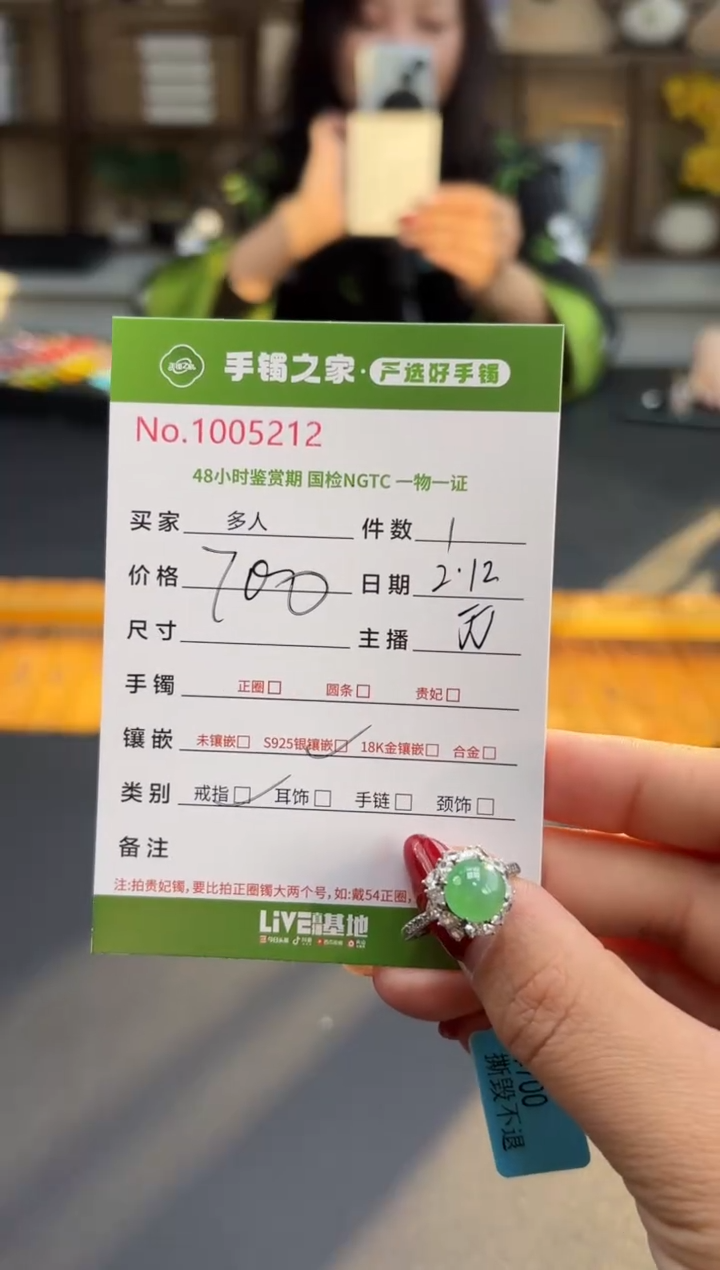 手镯之家·严选好手镯
No.1005212
48小时鉴赏期 国检NGTC 一物一证
买家 多人 件数 1
价格 700 日期 2.12
尺寸 主播
手镯 正圈□ 圆条□ 贵妃□
镶嵌 未镶嵌□ S925银镶嵌□ 18K金镶嵌□ 合金□
类别 戒指□ 耳饰□ 手链□ 颈饰□
备注
注:拍贵妃镯,要比拍正圈镯大两个号,如:戴54正圈,
LiVE直播基地
700
撕毁不退